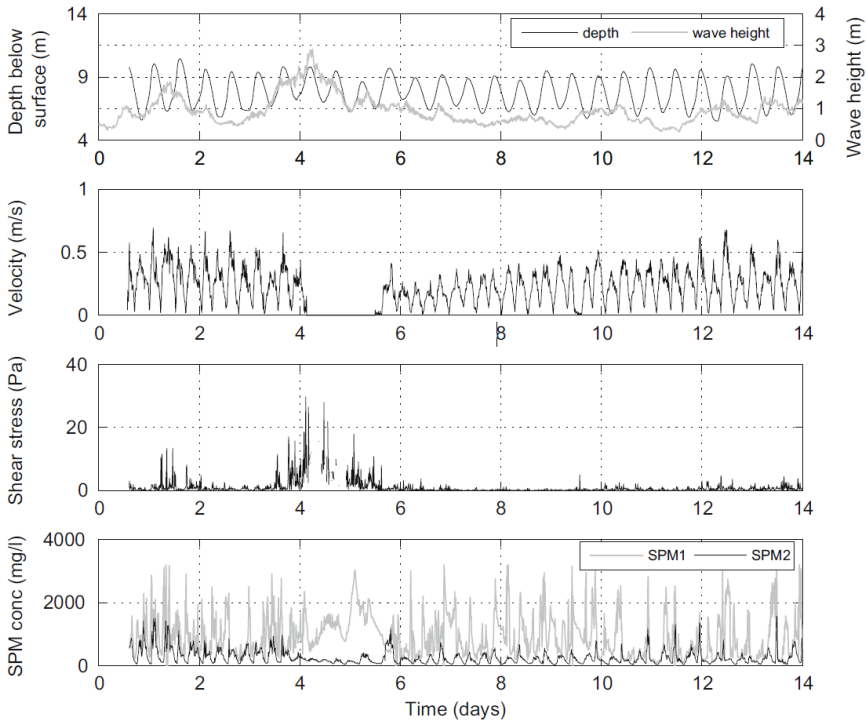 14
9
4
Depth below
surface (m)
depth
wave height
4
3
2
1
0
Wave height (m)
0 2 4 6 8 10 12 14
1
0.5
0
Velocity (m/s)
0 2 4 6 8 10 12 14
40
20
0
Shear stress (Pa)
0 2 4 6 8 10 12 14
4000
2000
0
SPM conc (mg/l)
SPM1
SPM2
0 2 4 6 8 10 12 14
Time (days)